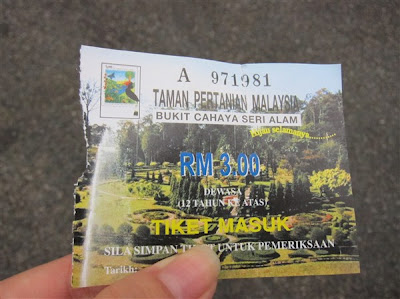 A 971981
TAMAN PERTANIAN MALAYSIA
BUKIT CAHAYA SERI ALAM
Hijau selamanya..........
RM 3.00
DEWASA
(12 TAHUN KE ATAS)
TIKET MASUK
SILA SIMPAN TIKET UNTUK PEMERIKSAAN
Tarikh: